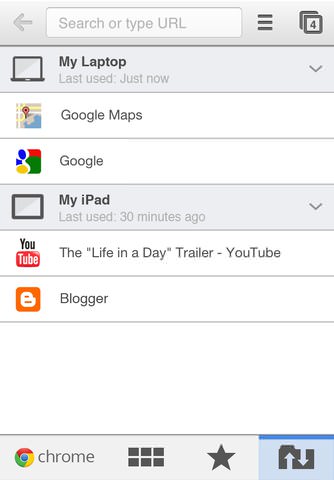 Search or type URL
4
My Laptop
Last used: Just now
Google Maps
Google
My iPad
Last used: 30 minutes ago
You
Tube
The "Life in a Day" Trailer - YouTube
Blogger
chrome